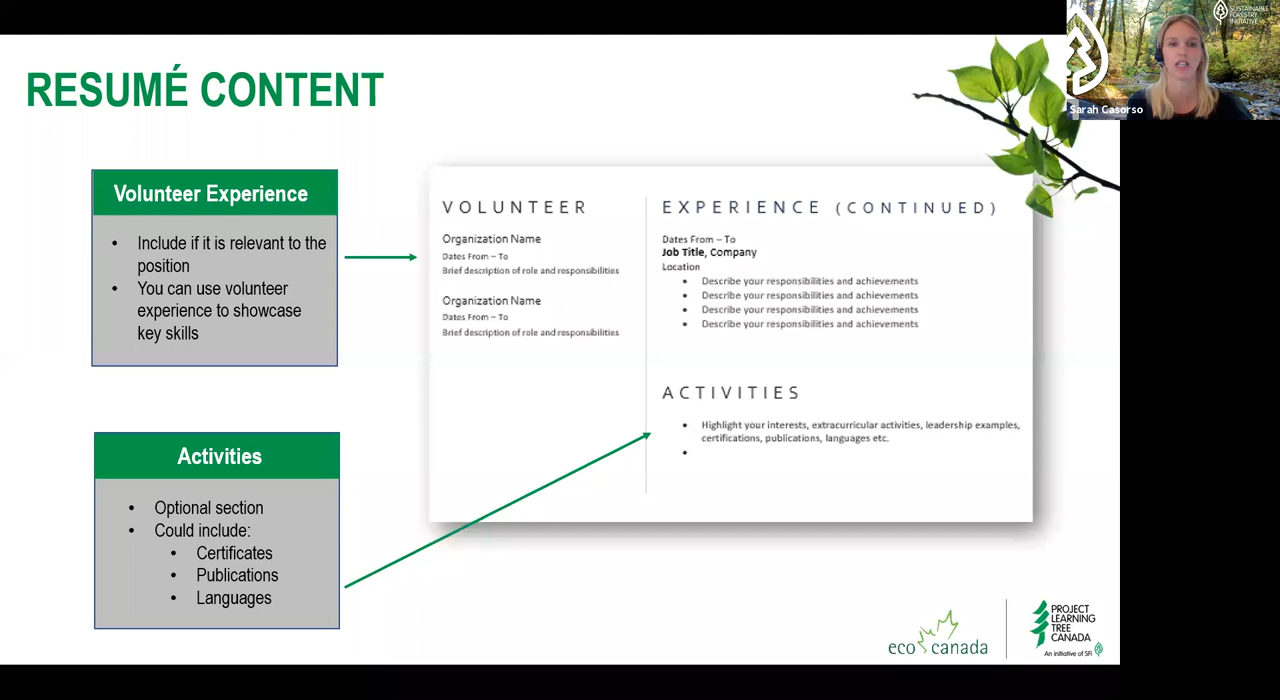 SUSTAINABLE
FORESTRY
INITIATIVE
Sarah Casorso
RESUMÉ CONTENT
Volunteer Experience
• Include if it is relevant to the
position
• You can use volunteer
experience to showcase
key skills
Activities
• Optional section
• Could include:
• Certificates
• Publications
• Languages
VOLUNTEER
Organization Name
Dates From – To
Brief description of role and responsibilities
Organization Name
Dates From – To
Brief description of role and responsibilities
EXPERIENCE (CONTINUED)
Dates From – To
Job Title, Company
Location
• Describe your responsibilities and achievements
• Describe your responsibilities and achievements
• Describe your responsibilities and achievements
• Describe your responsibilities and achievements
ACTIVITIES
• Highlight your interests, extracurricular activities, leadership examples,
certifications, publications, languages etc.
•
eco canada
PROJECT
LEARNING
TREE
CANADA
An initiative of SFI